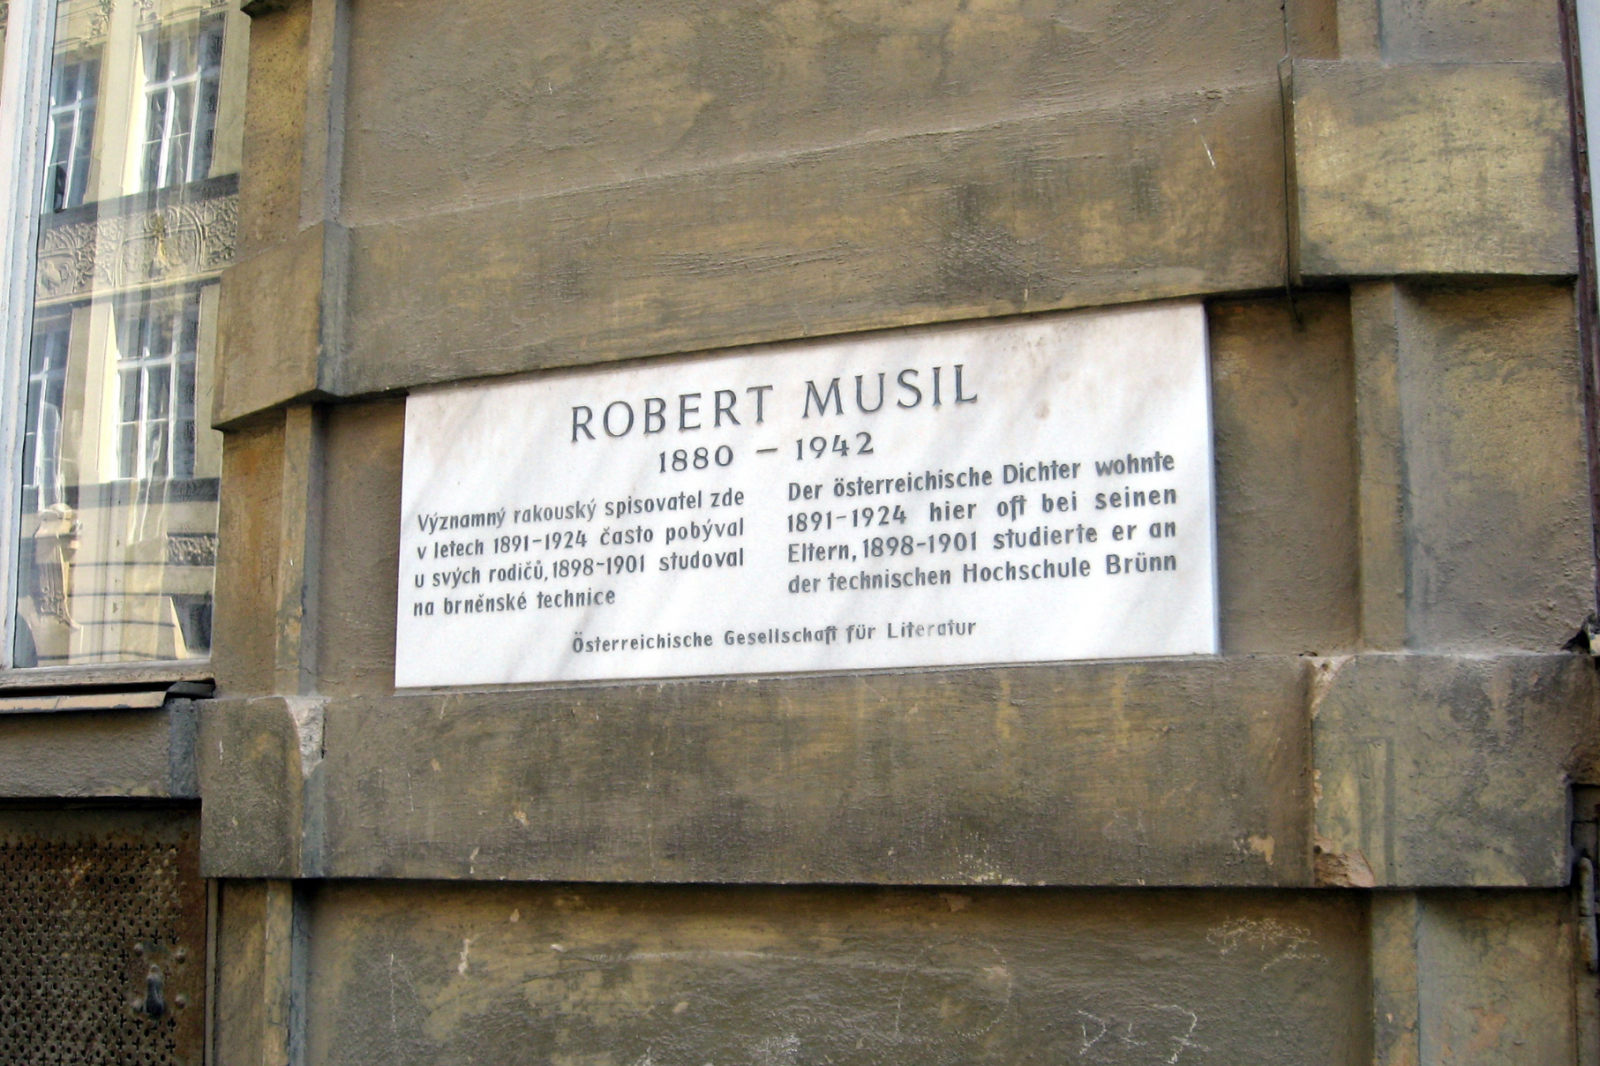 ROBERT MUSIL
1880 – 1942
Významný rakouský spisovatel zde
v letech 1891-1924 často pobýval
u svých rodičů, 1898-1901 studoval
na brněnské technice
Der österreichische Dichter wohnte
1891-1924 hier oft bei seinen
Eltern, 1898-1901 studierte er an
der technischen Hochschule Brünn
Österreichische Gesellschaft für Literatur